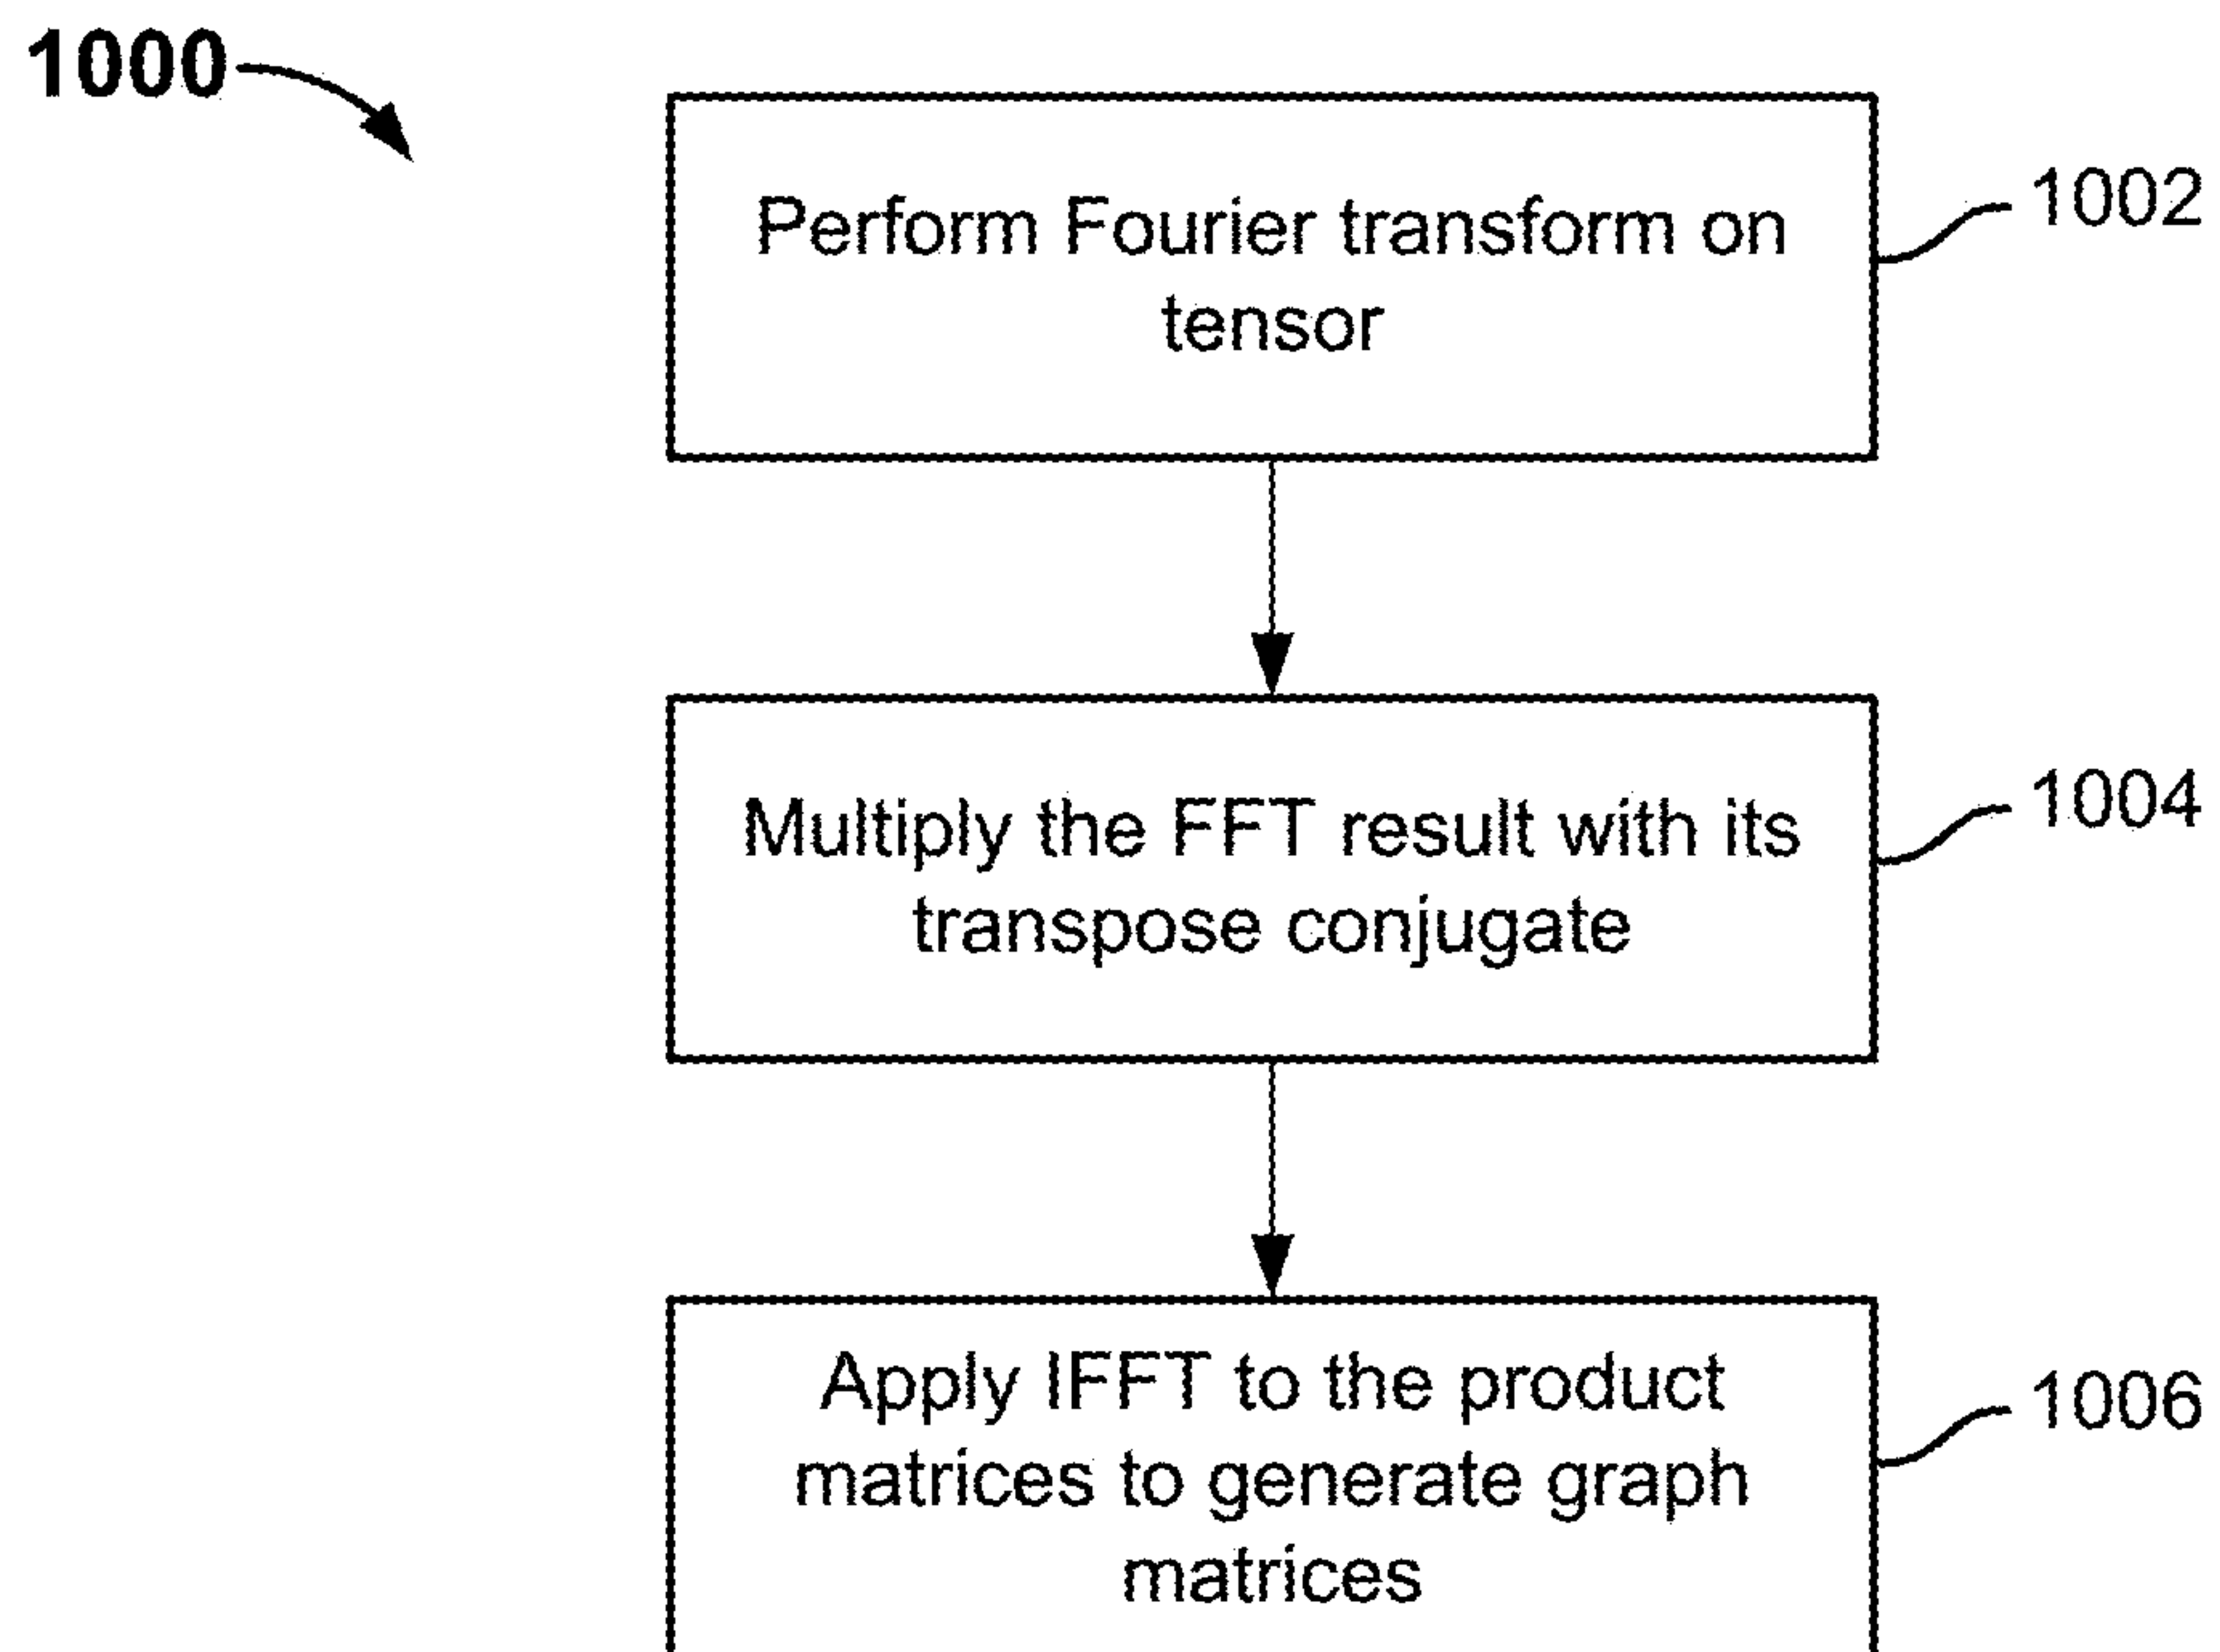 1000
Perform Fourier transform on
tensor
1002
Multiply the FFT result with its
transpose conjugate
1004
Apply IFFT to the product
matrices to generate graph
matrices
1006